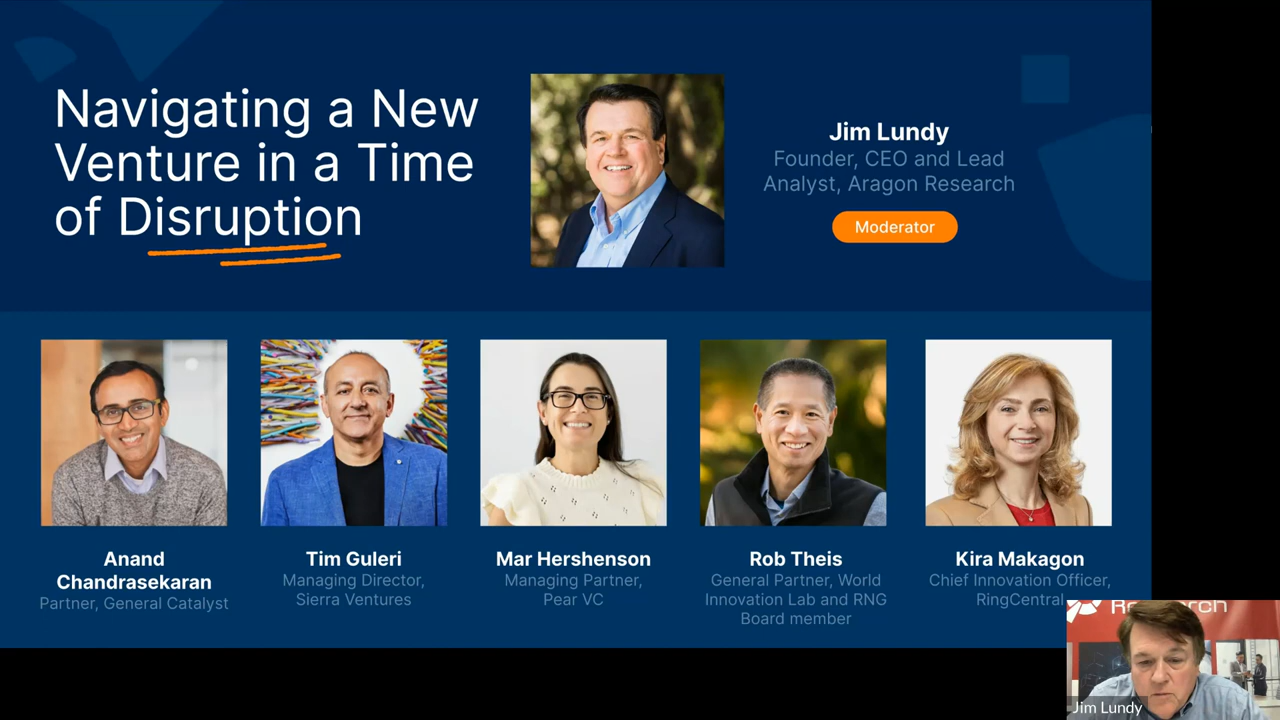 Navigating a New
Venture in a Time
of Disruption
Jim Lundy
Founder, CEO and Lead
Analyst, Aragon Research
Moderator
Anand
Chandrasekaran
Partner, General Catalyst
Tim Guleri
Managing Director,
Sierra Ventures
Mar Hershenson
Managing Partner,
Pear VC
Rob Theis
General Partner, World
Innovation Lab and RNG
Board member
Kira Makagon
Chief Innovation Officer,
RingCentral
Jim Lundy